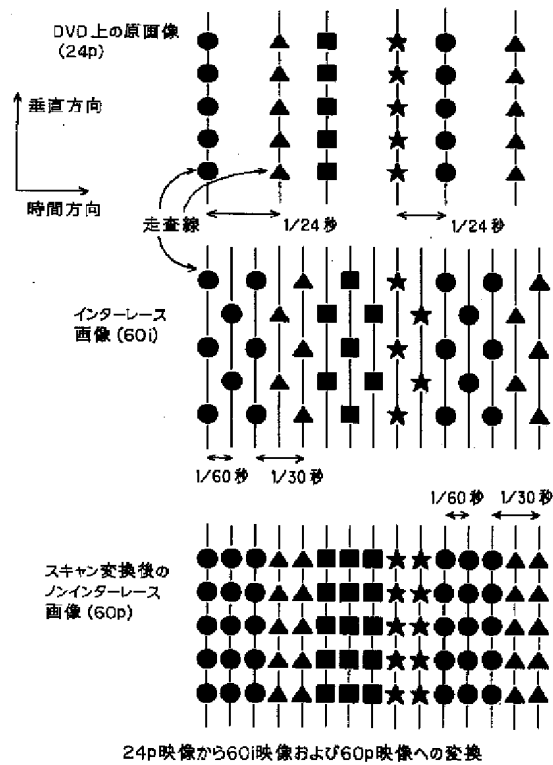 DVD上の原画像
(24p)
垂直方向
時間方向
走査線
1/24秒
1/24秒
インターレース
画像(60i)
1/60秒
1/30秒
1/60秒
1/30秒
スキャン変換後の
ノンインターレース
画像(60p)
24p映像から60i映像および60p映像への変換